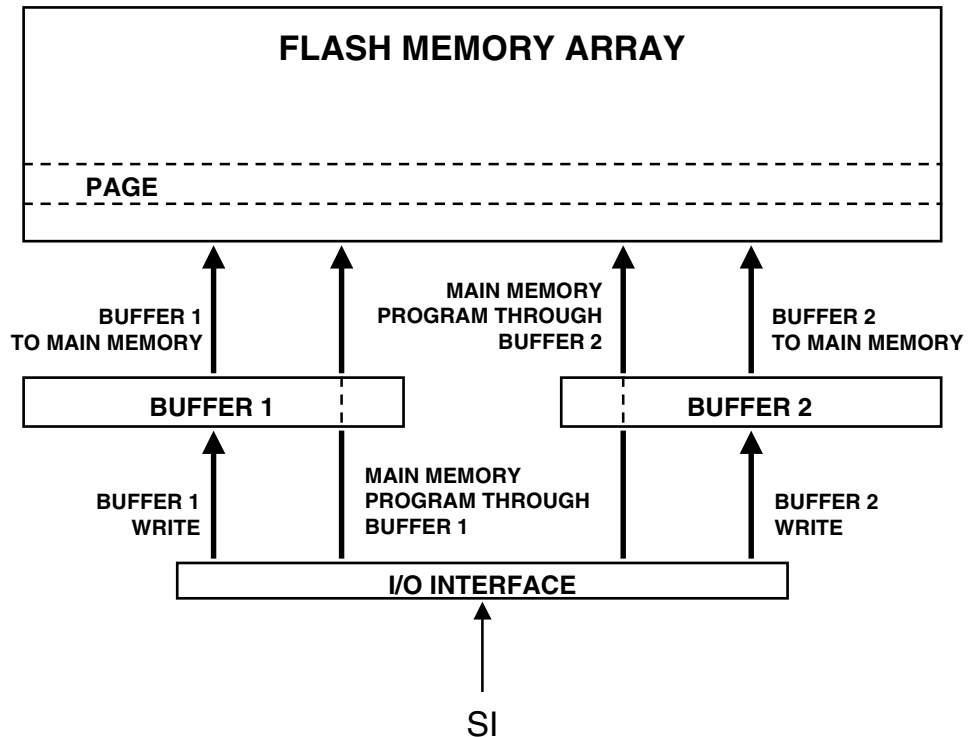 FLASH MEMORY ARRAY
PAGE
BUFFER 1
TO MAIN MEMORY
MAIN MEMORY
PROGRAM THROUGH
BUFFER 2
BUFFER 2
TO MAIN MEMORY
BUFFER 1
BUFFER 2
BUFFER 1
WRITE
MAIN MEMORY
PROGRAM THROUGH
BUFFER 1
BUFFER 2
WRITE
I/O INTERFACE
SI